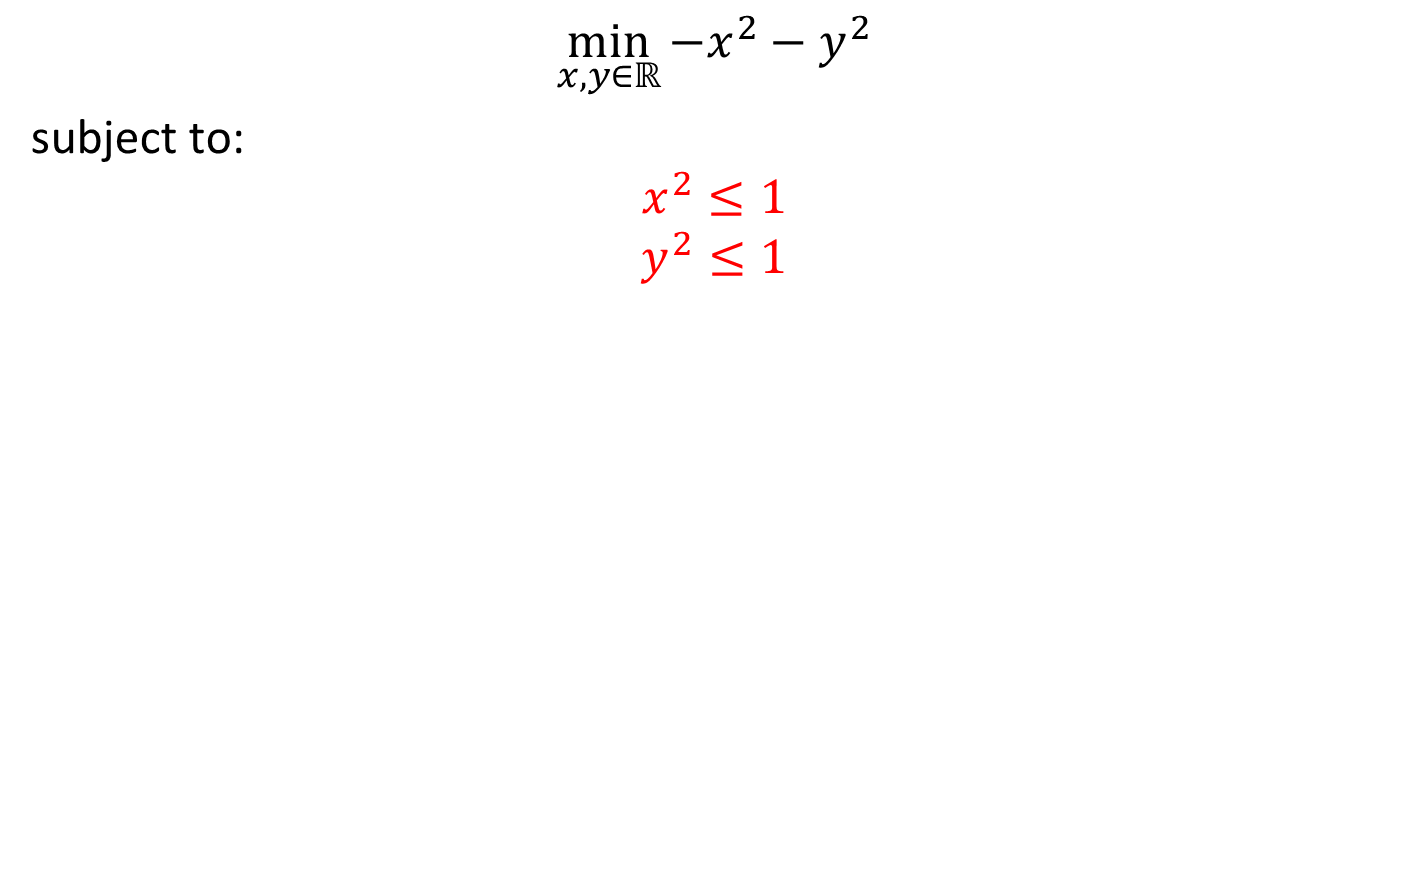 min −x² − y²
x,y∈ℝ
subject to:
x² ≤ 1
y² ≤ 1